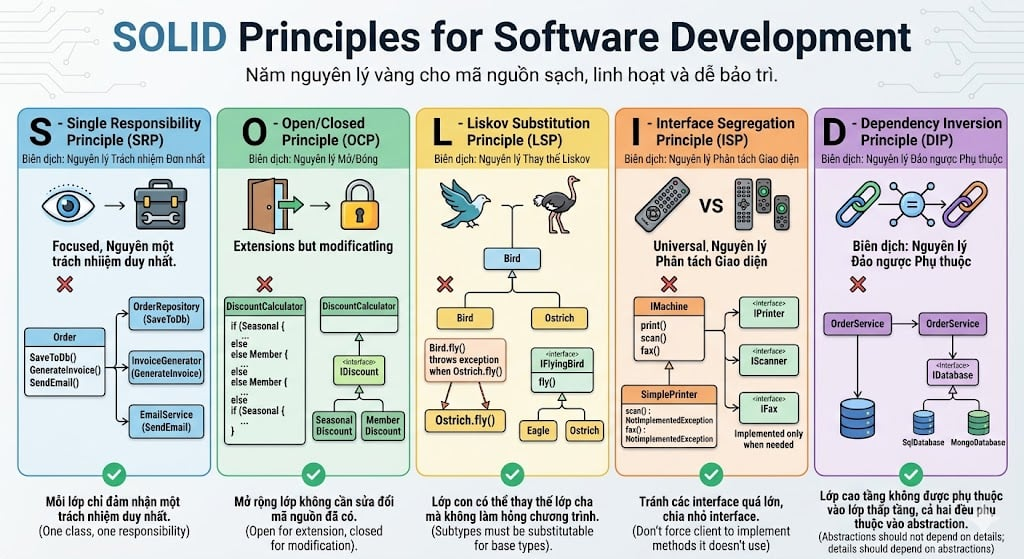 SOLID Principles for Software Development
Năm nguyên lý vàng cho mã nguồn sạch, linh hoạt và dễ bảo trì.
S - Single Responsibility
Principle (SRP)
Biên dịch: Nguyên lý Trách nhiệm Đơn nhất
Focused, Nguyên một
trách nhiiệm duy nhất.
Order
SaveToDb()
GenerateInvoice()
SendEmail()
OrderRepository
(SaveToDb)
InvoiceGenerator
(GenerateInvoice)
EmailService
(SendEmail)
Mỗi lớp chỉ đảm nhận một
trách nhiệm duy nhất.
(One class, one responsibility)
O - Open/Closed
Principle (OCP)
Biên dịch: Nguyên lý Mở/Đóng
Extensions but modificating
DiscountCalculator
if (Seasonal {
...
else
else Member {
...
else
else Member {
...
else
if (Seasonal {
...
}
DiscountCalculator
<interface>
IDiscount
Seasonal
Discount
Member
Discount
Mở rộng lớp không cần sửa đổi
mã nguồn đã có.
(Open for extension, closed
for modification).
L - Liskov Substitution
Principle (LSP)
Biên dịch: Nguyên lý Thay thế Liskov
Bird
Bird
Ostrich
Bird.fly()
throws exception
when Ostrich.fly()
Ostrich.fly()
<interface>
IFlyingBird
fly()
Eagle
Ostrich
Lớp con có thể thay thế lớp cha
mà không làm hỏng chương trình.
(Subtypes must be substitutable
for base types).
I - Interface Segregation
Principle (ISP)
Biên dịch: Nguyên lý Phân tách Giao diện
VS
Universal, Nguyên lý
Phân tách Giao diện
IMachine
print()
scan()
fax()
SimplePrinter
scan() :
NotImplementedException
fax() :
NotImplementedException
<interface>
IPrinter
<interface>
IScanner
<interface>
IFax
Implemented only
when needed
Tránh các interface quá lớn,
chia nhỏ interface.
(Don't force client to implement
methods it doesn't use)
D - Dependency Inversion
Principle (DIP)
Biên dịch: Nguyên lý Đảo ngược Phụ thuộc
Biên dịch: Nguyên lý
Đảo ngược Phụ thuộc
OrderService
OrderService
<interface>
IDatabase
SqlDatabase
MongoDatabase
Lớp cao tầng không được phụ thuộc
vào lớp thấp tầng, cả hai đều phụ
thuộc vào abstraction.
(Abstractions should not depend on details;
details should depend on abstractions)